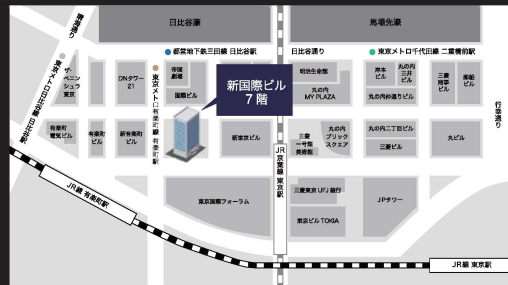 日比谷濠
馬場先濠
晴海通り
都営地下鉄三田線 日比谷駅
日比谷通り
東京メトロ千代田線 二重橋前駅
東京メトロ日比谷線 日比谷駅
ザ・
ペニン
シュラ
東京
DNタワー
21
東京メトロ有楽町線 有楽町駅
帝国
劇場
国際ビル
新国際ビル
7階
明治生命館
丸の内
MY PLAZA
岸本
ビル
丸の内
三井
ビル
丸の内仲通りビル
三菱
商事
ビル
郵船
ビル
行幸通り
有楽町
電気ビル
有楽町
ビル
新有楽町
ビル
新東京ビル
三菱
一号館
美術館
丸の内
ブリック
スクエア
丸の内二丁目ビル
三菱ビル
丸ビル
JR京葉線 東京駅
JR線 有楽町駅
東京国際フォーラム
三菱東京UFJ銀行
東京ビル TOKIA
JPタワー
JR線 東京駅